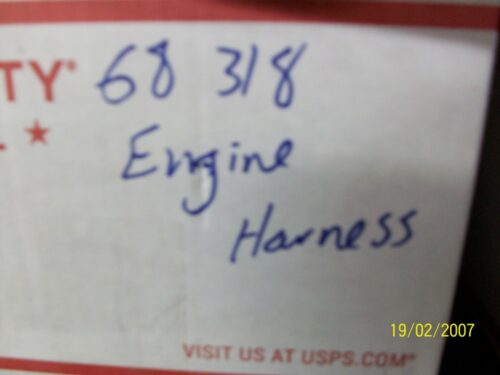 TY 68 318
L ★
Engine
Harness
19/02/2007
VISIT US AT USPS.COM®